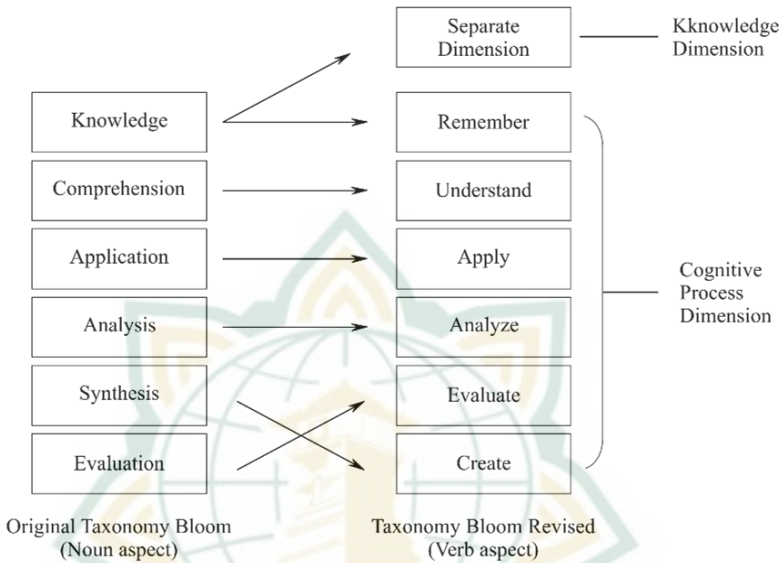 Separate
Dimension
Kknowledge
Dimension
Knowledge
Remember
Comprehension
Understand
Application
Apply
Cognitive
Process
Dimension
Analysis
Analyze
Synthesis
Evaluate
Evaluation
Create
Original Taxonomy Bloom
(Noun aspect)
Taxonomy Bloom Revised
(Verb aspect)